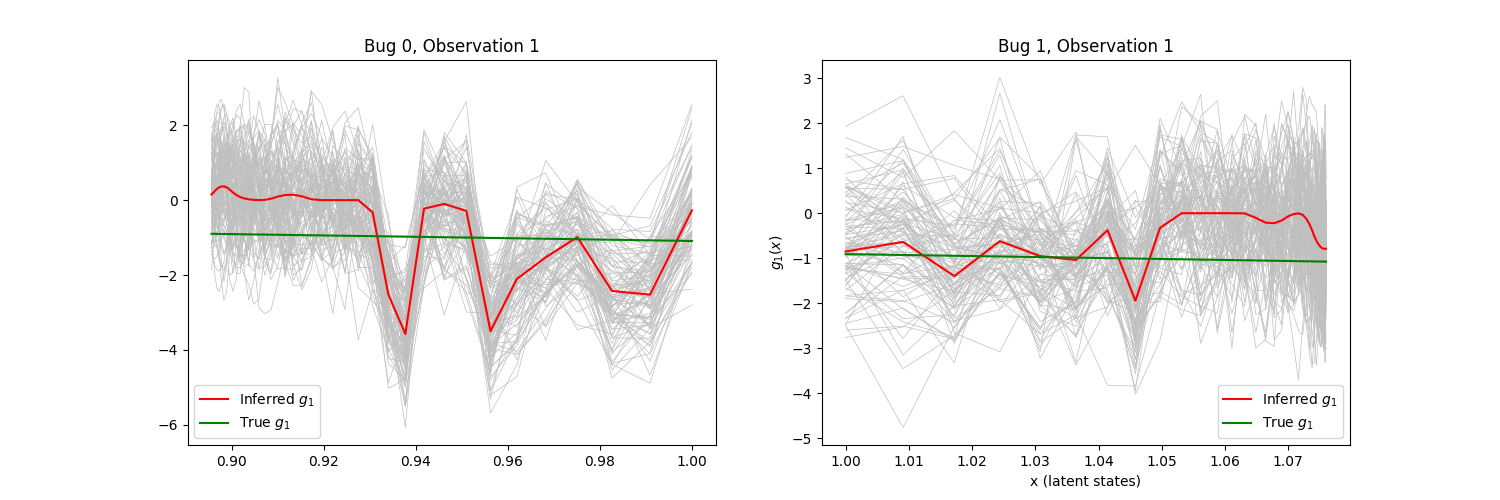 Bug 0, Observation 1
2
0
−2
−4
−6
Inferred g₁
True g₁
0.90 0.92 0.94 0.96 0.98 1.00
Bug 1, Observation 1
g₁(x)
3
2
1
0
−1
−2
−3
−4
−5
Inferred g₁
True g₁
1.00 1.01 1.02 1.03 1.04 1.05 1.06 1.07
x (latent states)